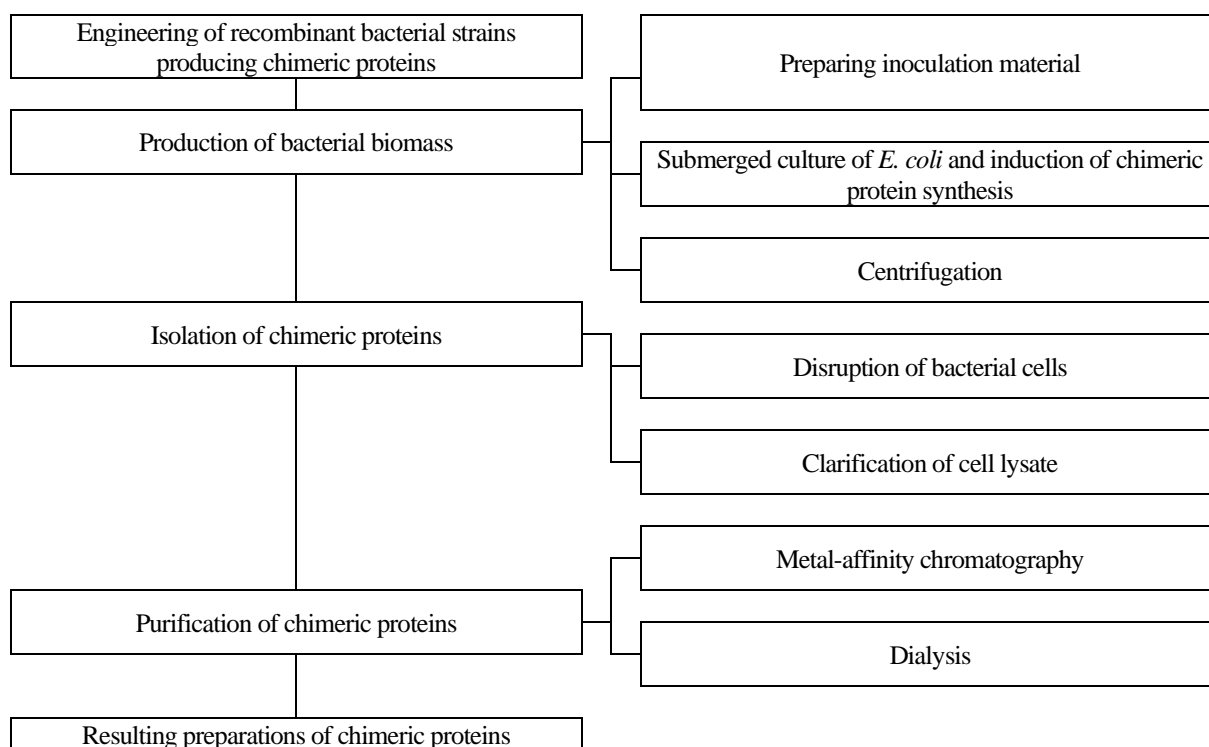 Engineering of recombinant bacterial strains
producing chimeric proteins
Preparing inoculation material
Production of bacterial biomass
Submerged culture of E. coli and induction of chimeric
protein synthesis
Centrifugation
Isolation of chimeric proteins
Disruption of bacterial cells
Clarification of cell lysate
Metal-affinity chromatography
Purification of chimeric proteins
Dialysis
Resulting preparations of chimeric proteins